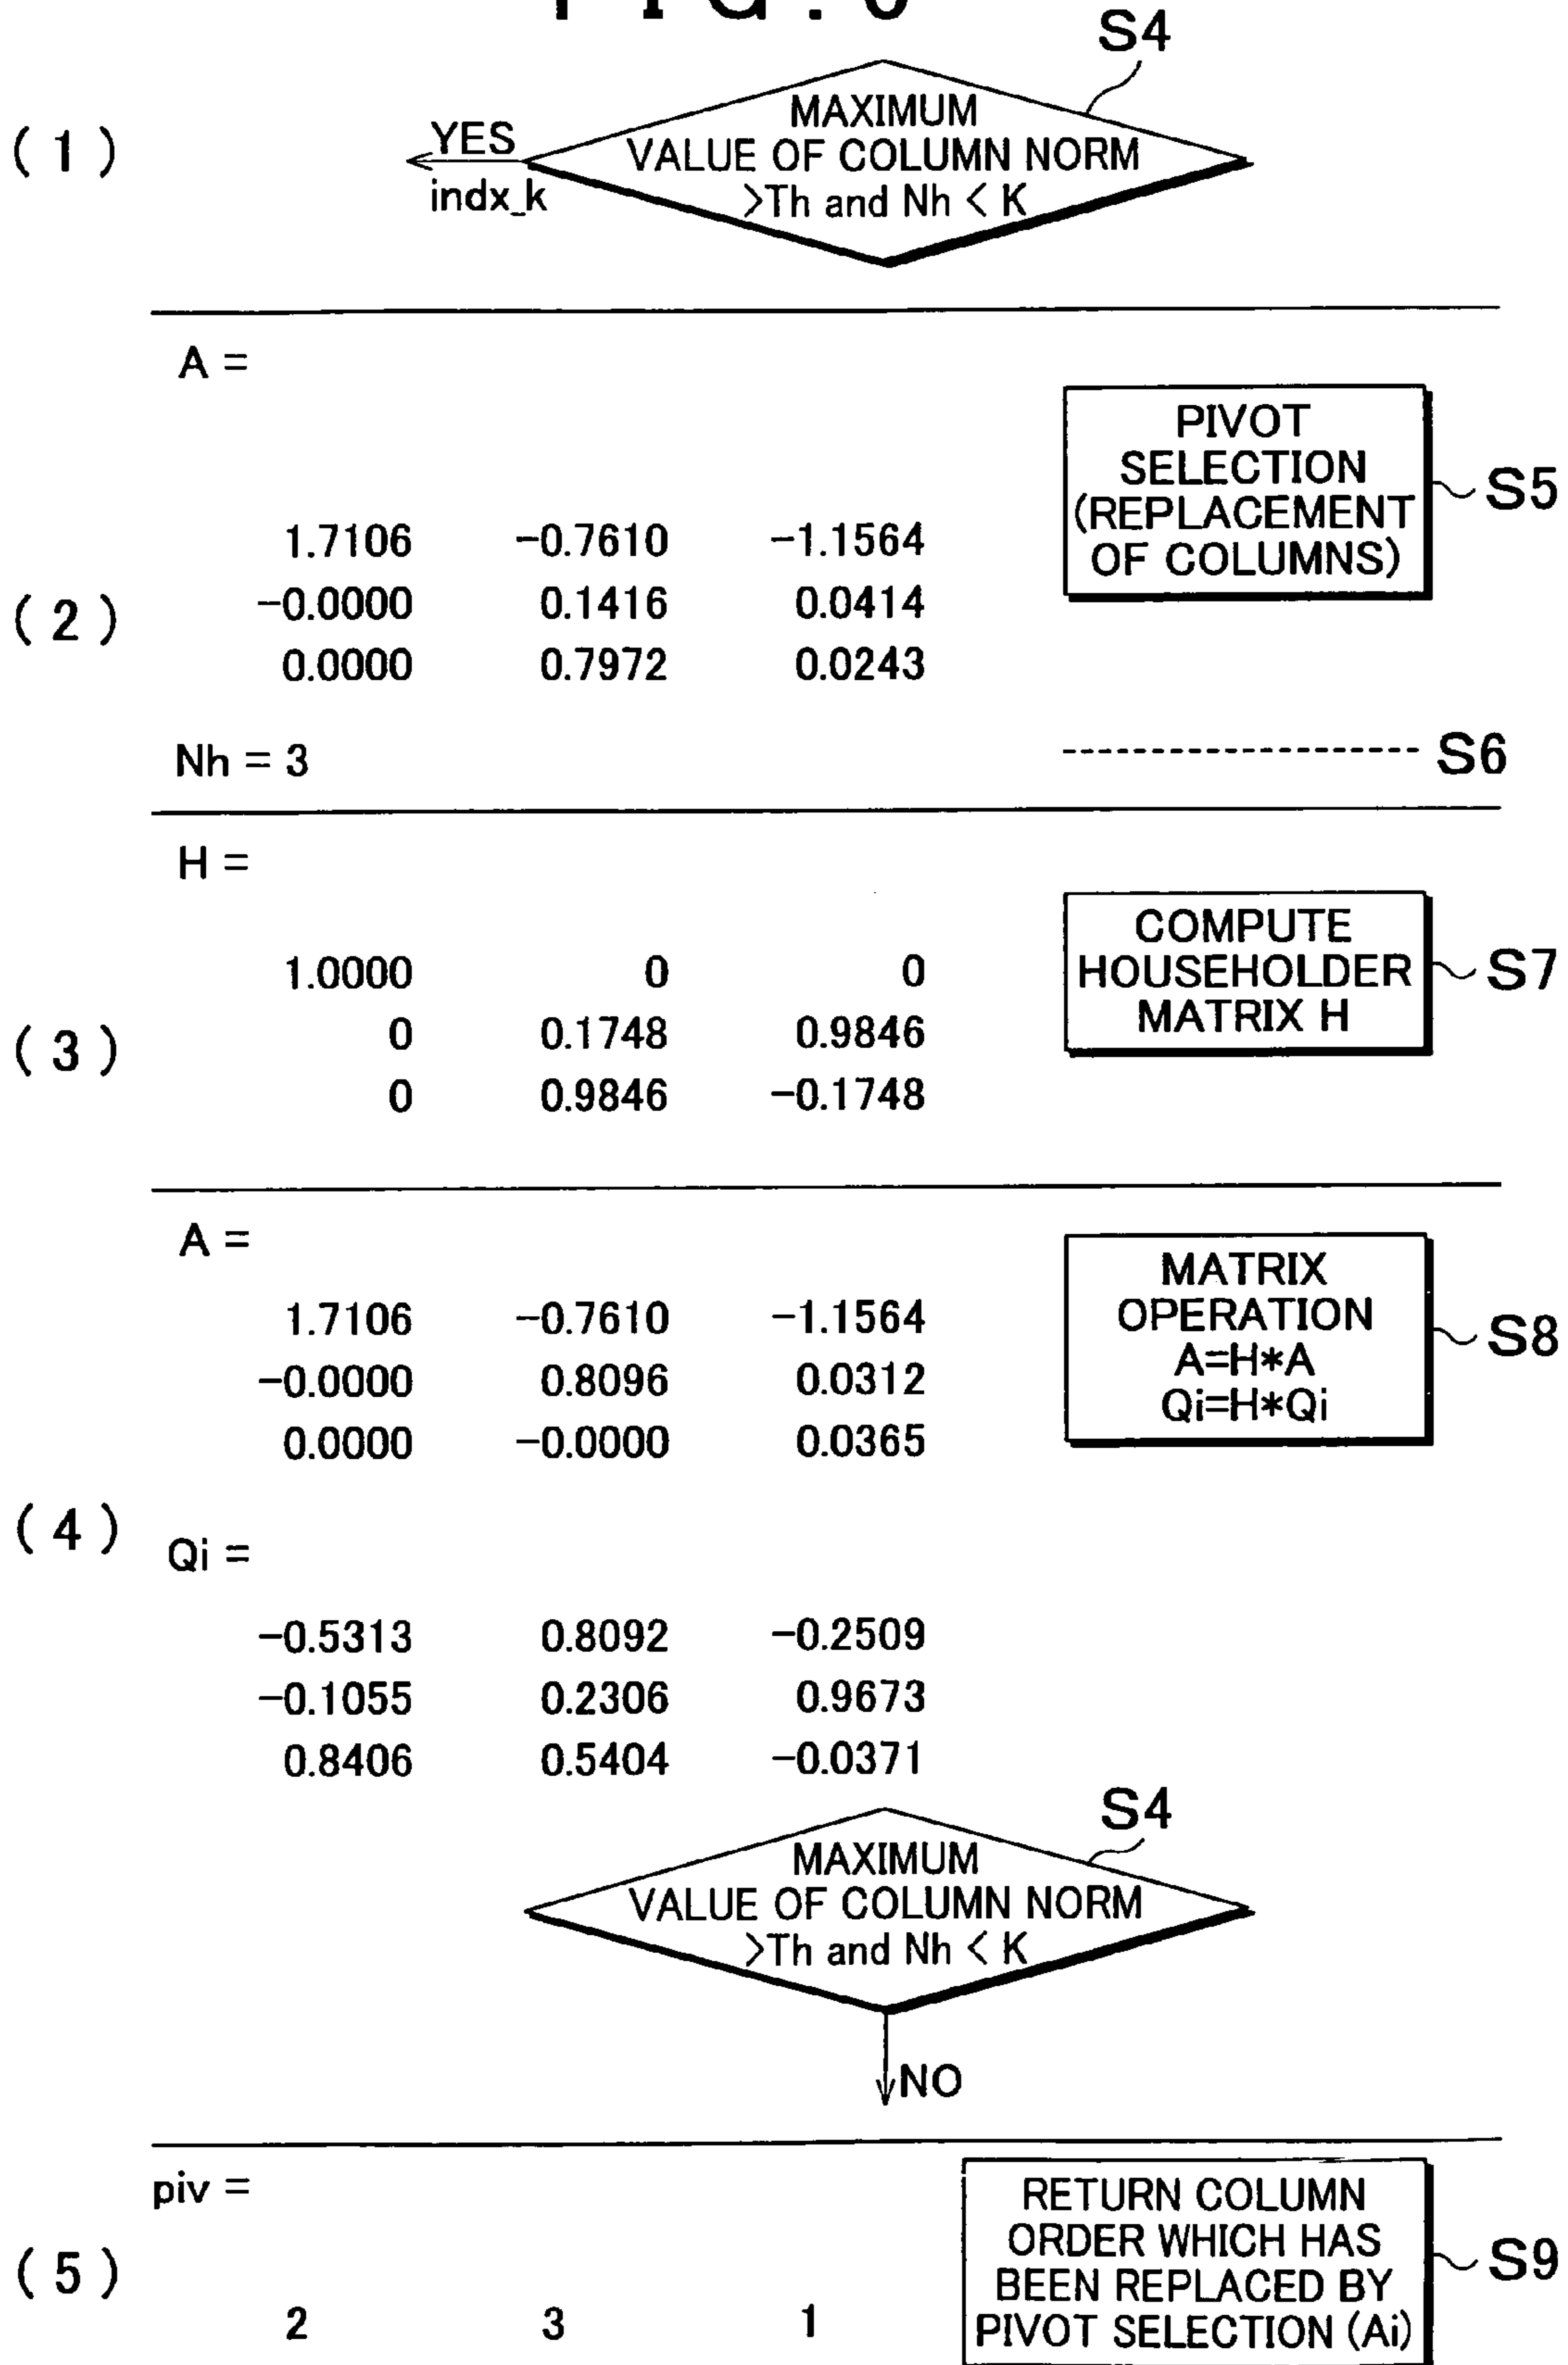 S4
MAXIMUM
(1)
YES
VALUE OF COLUMN NORM
indx_k
>Th and Nh < K
A =
PIVOT
SELECTION
(REPLACEMENT
OF COLUMNS)
S5
1.7106 -0.7610 -1.1564
-0.0000 0.1416 0.0414
(2)
0.0000 0.7972 0.0243
Nh = 3
S6
H =
COMPUTE
HOUSEHOLDER
MATRIX H
S7
1.0000 0 0
0 0.1748 0.9846
(3)
0 0.9846 -0.1748
A =
MATRIX
OPERATION
A=H*A
Qi=H*Qi
S8
1.7106 -0.7610 -1.1564
-0.0000 0.8096 0.0312
0.0000 -0.0000 0.0365
(4)
Qi =
-0.5313 0.8092 -0.2509
-0.1055 0.2306 0.9673
0.8406 0.5404 -0.0371
S4
MAXIMUM
VALUE OF COLUMN NORM
>Th and Nh < K
NO
piv =
RETURN COLUMN
ORDER WHICH HAS
BEEN REPLACED BY
PIVOT SELECTION (Ai)
S9
(5)
2 3 1